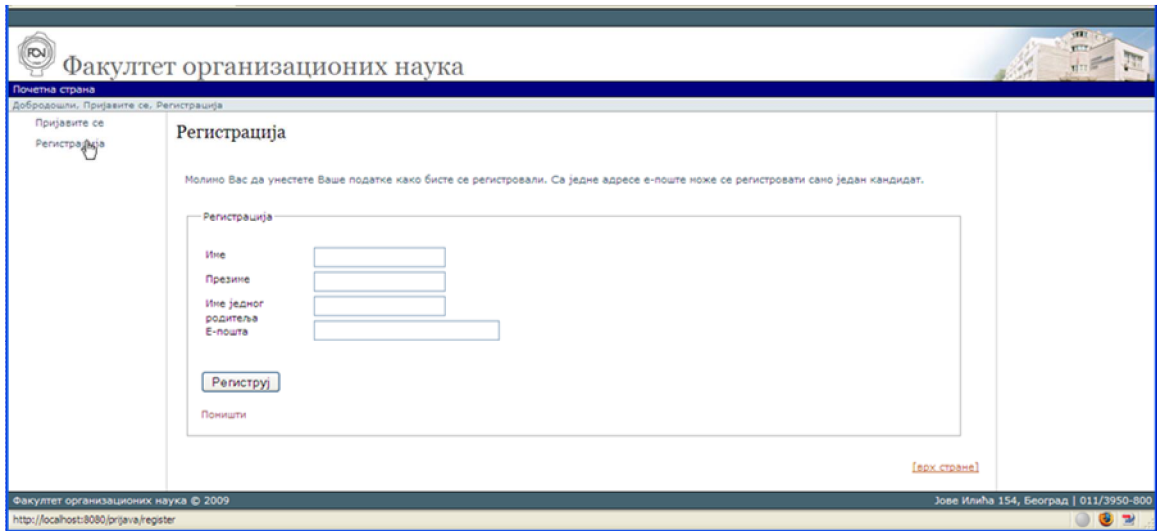 ФОН
Факултет организационих наука
Почетна страна
Добродошли, Пријавите се, Регистрација
Пријавите се
Регистрација
Регистрација
Молимо Вас да унестете Ваше податке како бисте се регистровали. Са једне адресе е-поште може се регистровати само један кандидат.
Регистрација
Име
Презиме
Име једног
родитеља
Е-пошта
Региструј
Поништи
[врх стране]
Факултет организационих наука © 2009
Јове Илића 154, Београд | 011/3950-800
http://localhost:8080/prijava/register